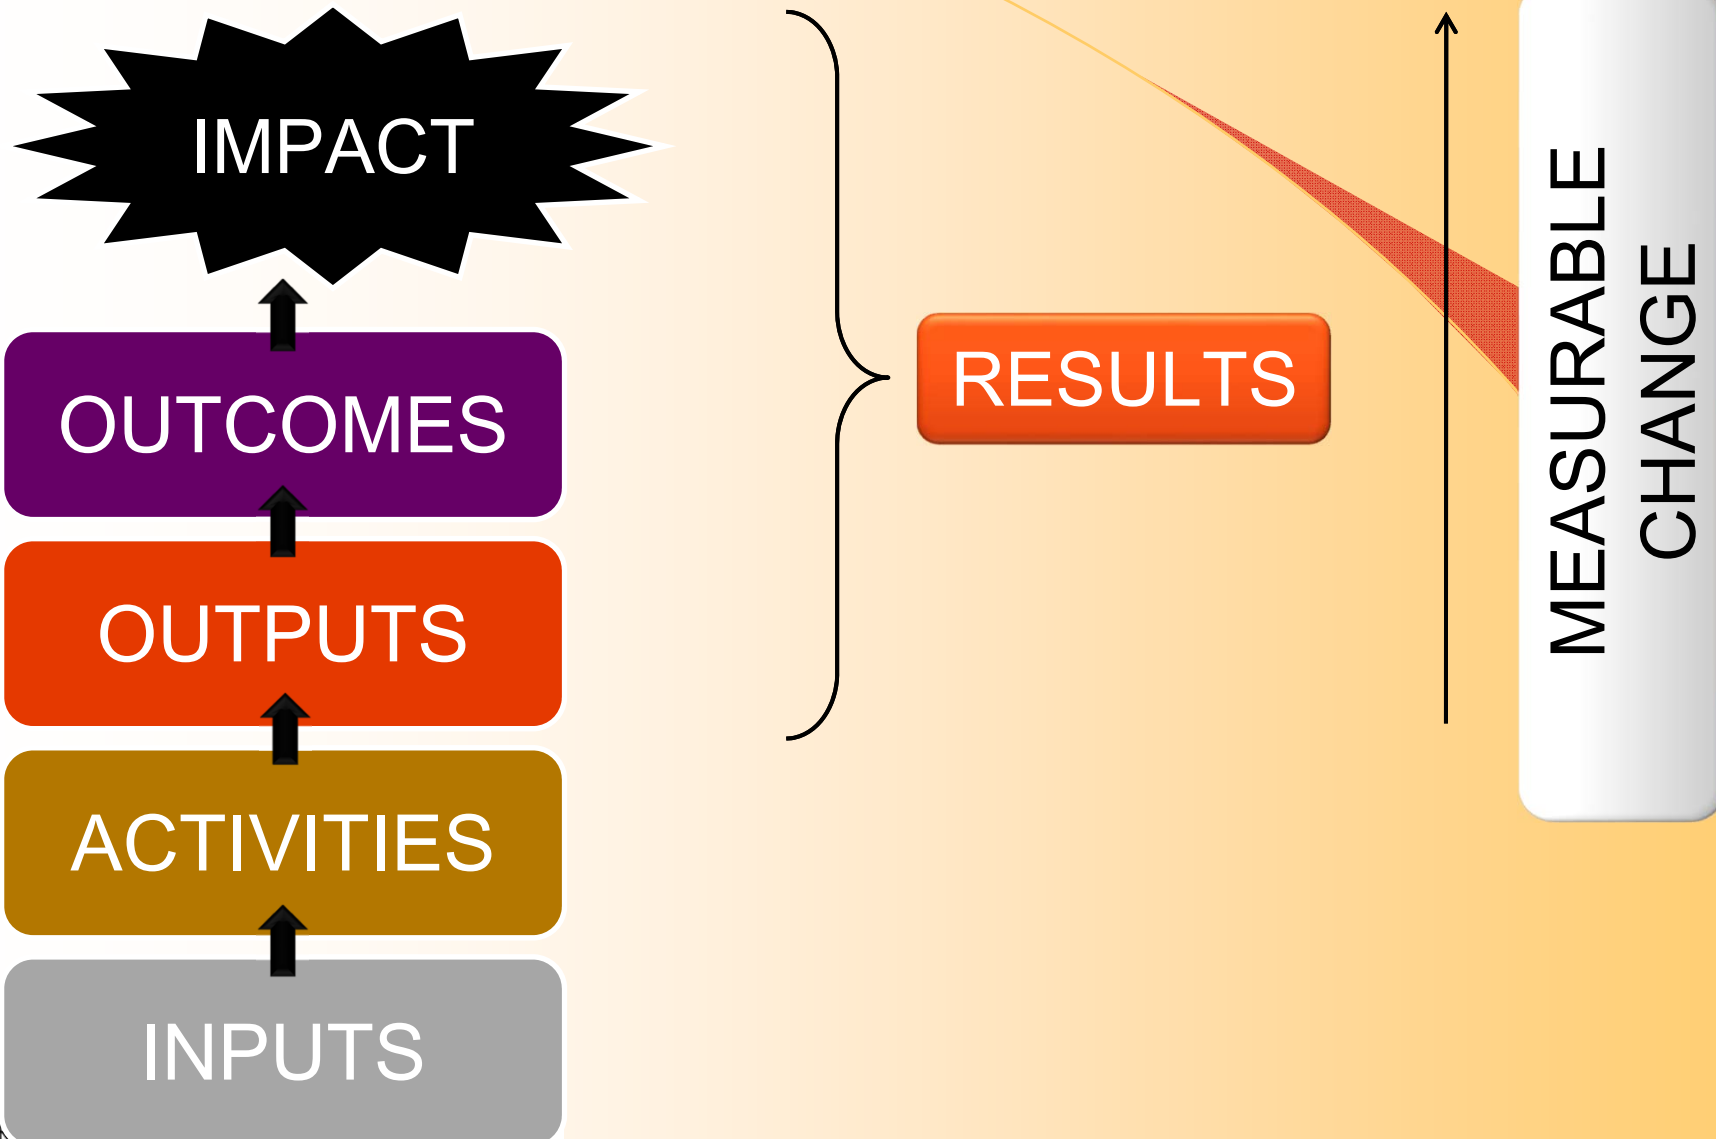 IMPACT
OUTCOMES
OUTPUTS
ACTIVITIES
INPUTS
RESULTS
MEASURABLE
CHANGE